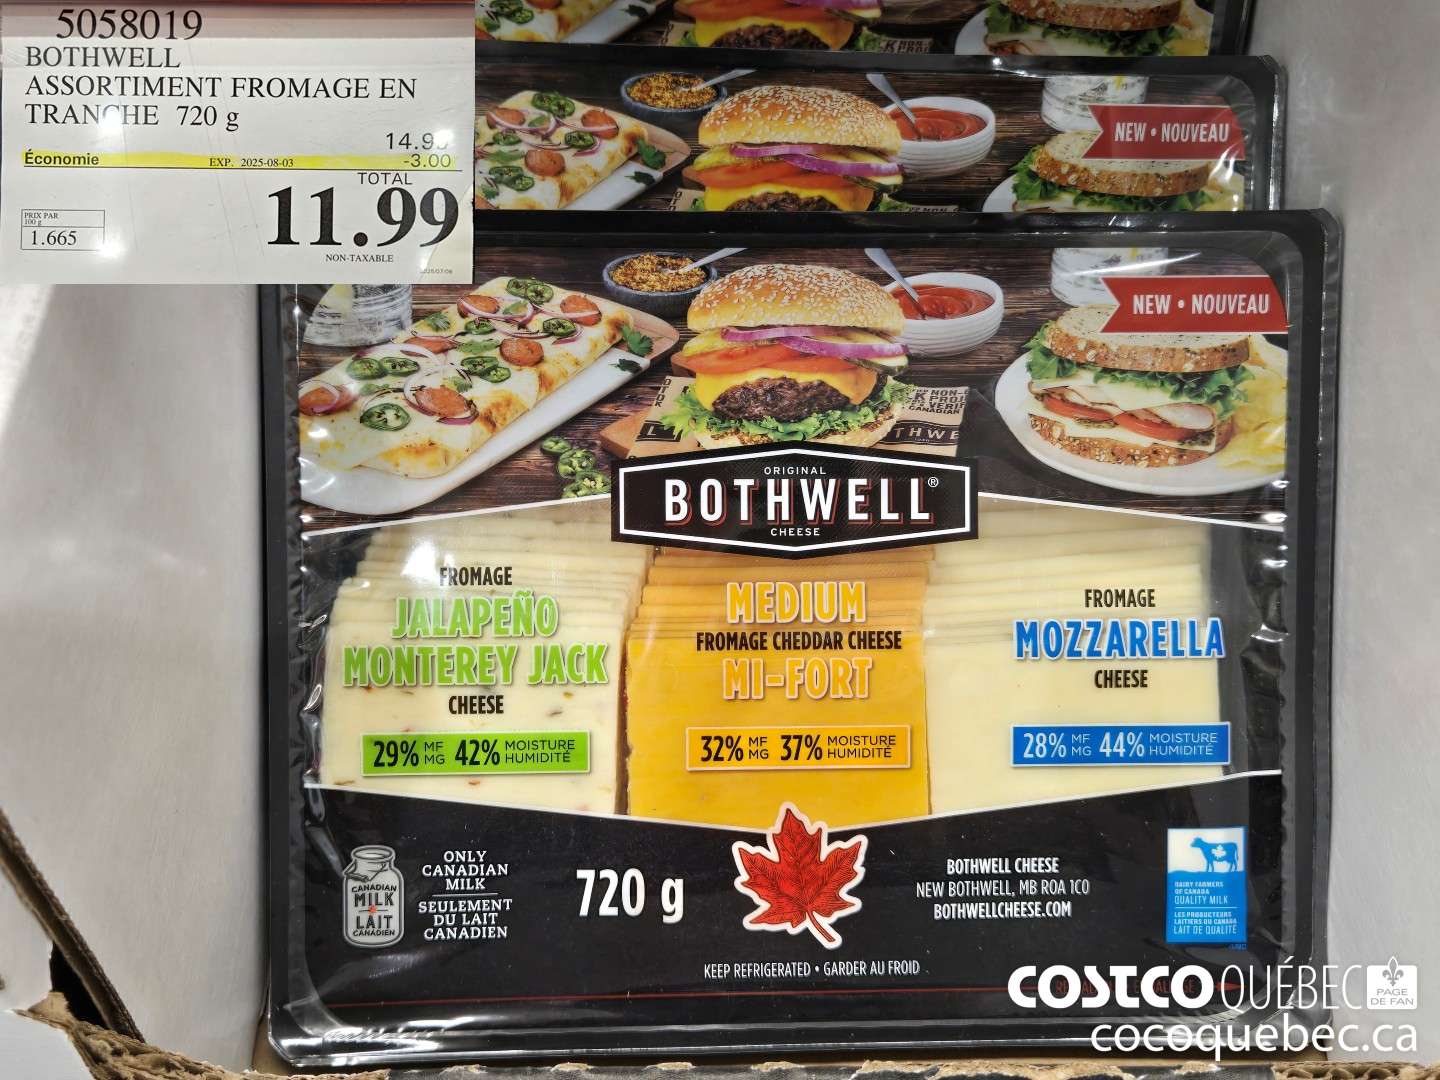 5058019
BOTHWELL
ASSORTIMENT FROMAGE EN
TRANCHE 720 g
14.99
Économie EXP. 2025-08-03 -3.00
TOTAL
11.99
PRIX PAR
100 g
1.665
NON-TAXABLE
NEW • NOUVEAU
NEW • NOUVEAU
ORIGINAL
BOTHWELL®
CHEESE
FROMAGE
JALAPEÑO
MONTEREY JACK
CHEESE
29% MF MG 42% MOISTURE HUMIDITÉ
MEDIUM
FROMAGE CHEDDAR CHEESE
MI-FORT
32% MF MG 37% MOISTURE HUMIDITÉ
FROMAGE
MOZZARELLA
CHEESE
28% MF MG 44% MOISTURE HUMIDITÉ
CANADIAN
MILK
LAIT
CANADIEN
ONLY
CANADIAN
MILK
SEULEMENT
DU LAIT
CANADIEN
720 g
BOTHWELL CHEESE
NEW BOTHWELL, MB R0A 1C0
BOTHWELLCHEESE.COM
DAIRY FARMERS
OF CANADA
QUALITY MILK
LES PRODUCTEURS
LAITIERS DU CANADA
LAIT DE QUALITÉ
KEEP REFRIGERATED • GARDER AU FROID
COSTCO QUÉBEC
PAGE
DE FAN
cocoquebec.ca